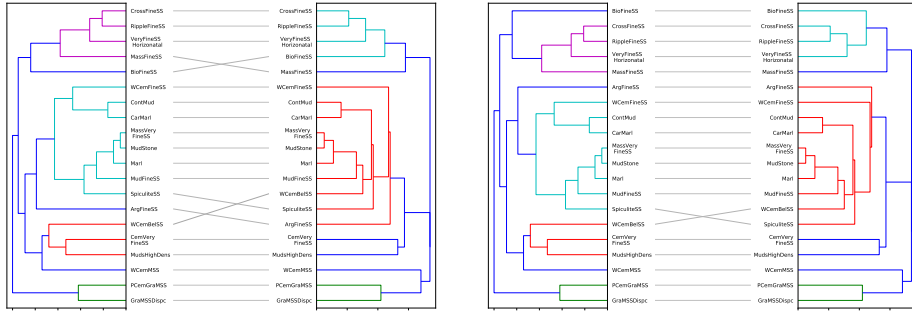 CrossFineSS
RippleFineSS
VeryFineSS
Horizonatal
MassFineSS
BioFineSS
WCemFineSS
ContMud
CarMarl
MassVery
FineSS
MudStone
Marl
MudFineSS
SpiculiteSS
ArgFineSS
WCemBelSS
CemVery
FineSS
MudsHighDens
WCemMSS
PCemGraMSS
GraMSSDispc
CrossFineSS
RippleFineSS
VeryFineSS
Horizonatal
BioFineSS
MassFineSS
WCemFineSS
ContMud
CarMarl
MassVery
FineSS
MudStone
Marl
MudFineSS
WCemBelSS
SpiculiteSS
ArgFineSS
CemVery
FineSS
MudsHighDens
WCemMSS
PCemGraMSS
GraMSSDispc
BioFineSS
CrossFineSS
RippleFineSS
VeryFineSS
Horizonatal
MassFineSS
ArgFineSS
WCemFineSS
ContMud
CarMarl
MassVery
FineSS
MudStone
Marl
MudFineSS
SpiculiteSS
WCemBelSS
CemVery
FineSS
MudsHighDens
WCemMSS
PCemGraMSS
GraMSSDispc
BioFineSS
CrossFineSS
RippleFineSS
VeryFineSS
Horizonatal
MassFineSS
ArgFineSS
WCemFineSS
ContMud
CarMarl
MassVery
FineSS
MudStone
Marl
MudFineSS
WCemBelSS
SpiculiteSS
CemVery
FineSS
MudsHighDens
WCemMSS
PCemGraMSS
GraMSSDispc